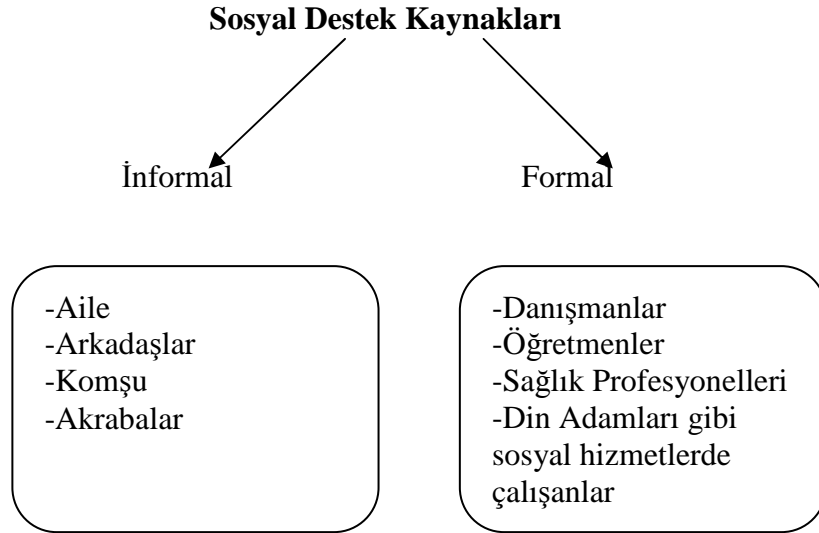 Sosyal Destek Kaynakları
İnformal
Formal
-Aile
-Arkadaşlar
-Komşu
-Akrabalar
-Danışmanlar
-Öğretmenler
-Sağlık Profesyonelleri
-Din Adamları gibi
sosyal hizmetlerde
çalışanlar